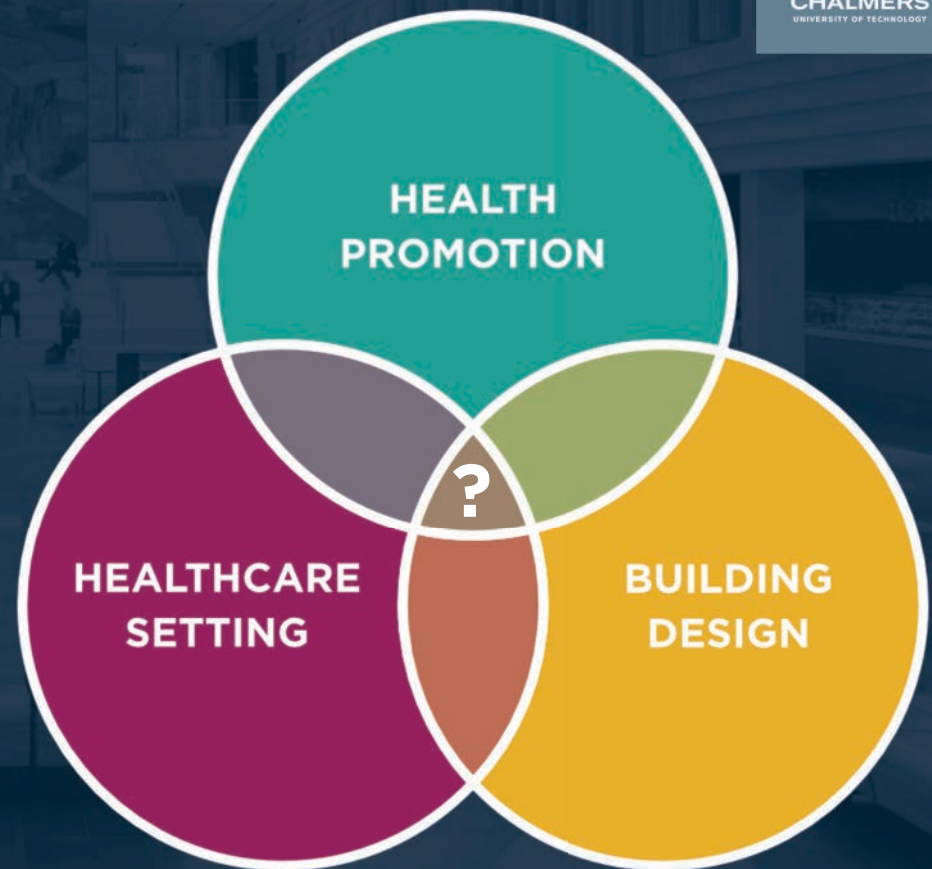 CHALMERS
UNIVERSITY OF TECHNOLOGY
HEALTH
PROMOTION
?
HEALTHCARE
SETTING
BUILDING
DESIGN